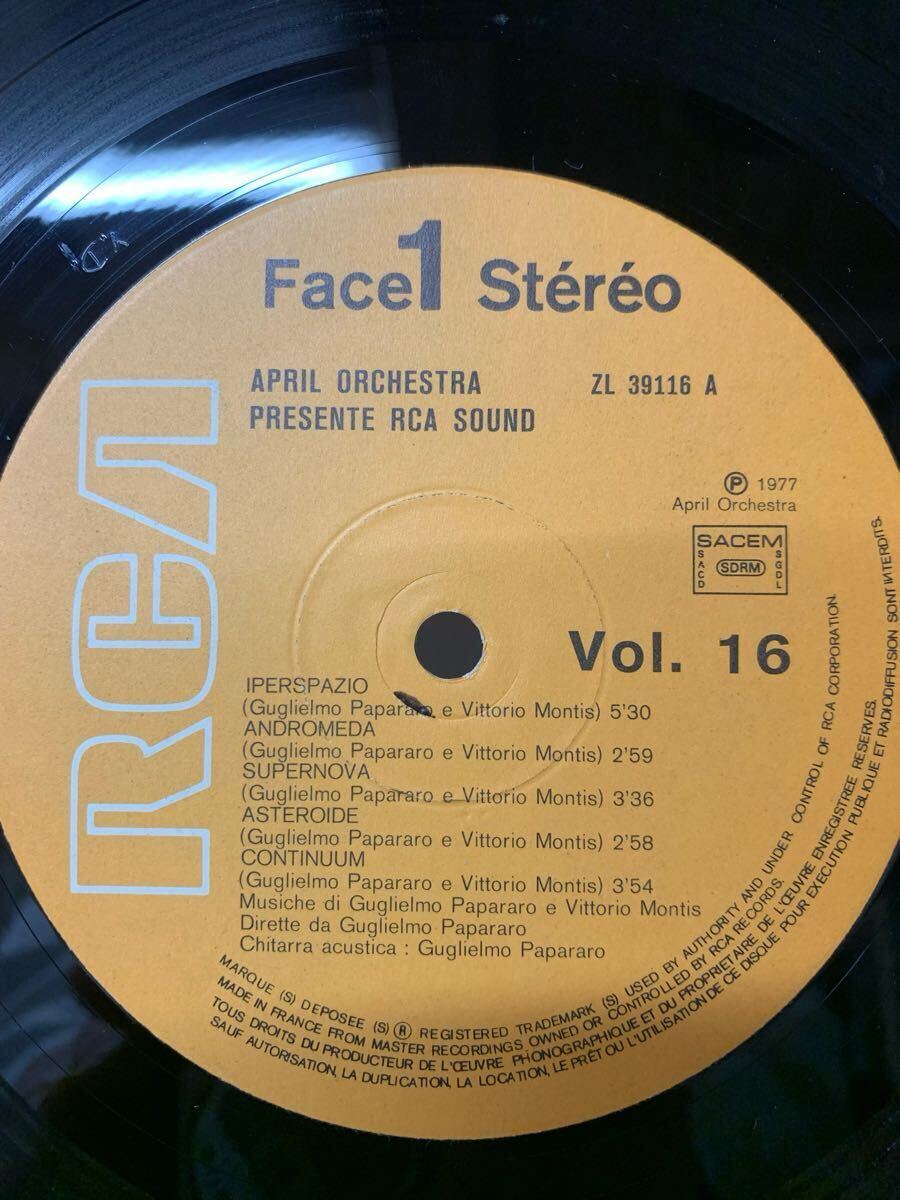 Face 1 Stéréo
APRIL ORCHESTRA ZL 39116 A
PRESENTE RCA SOUND
RCA
Ⓟ 1977
April Orchestra
SACEM
SACD SDRM SGDL
Vol. 16
IPERSPAZIO
(Guglielmo Papararo e Vittorio Montis) 5'30
ANDROMEDA
(Guglielmo Papararo e Vittorio Montis) 2'59
SUPERNOVA
(Guglielmo Papararo e Vittorio Montis) 3'36
ASTEROIDE
(Guglielmo Papararo e Vittorio Montis) 2'58
CONTINUUM
(Guglielmo Papararo e Vittorio Montis) 3'54
Musiche di Guglielmo Papararo e Vittorio Montis
Dirette da Guglielmo Papararo
Chitarra acustica : Guglielmo Papararo
MARQUE (S) DEPOSEE (S) ® REGISTERED TRADEMARK (S) USED BY AUTHORITY AND UNDER CONTROL OF RCA CORPORATION.
MADE IN FRANCE FROM MASTER RECORDINGS OWNED OR CONTROLLED BY RCA RECORDS.
TOUS DROITS DU PRODUCTEUR DE L'ŒUVRE PHONOGRAPHIQUE ET DU PROPRIETAIRE DE L'ŒUVRE ENREGISTREE RESERVES.
SAUF AUTORISATION, LA DUPLICATION, LA LOCATION, LE PRÊT OU L'UTILISATION DE CE DISQUE POUR EXECUTION PUBLIQUE ET RADIODIFFUSION SONT INTERDITS.